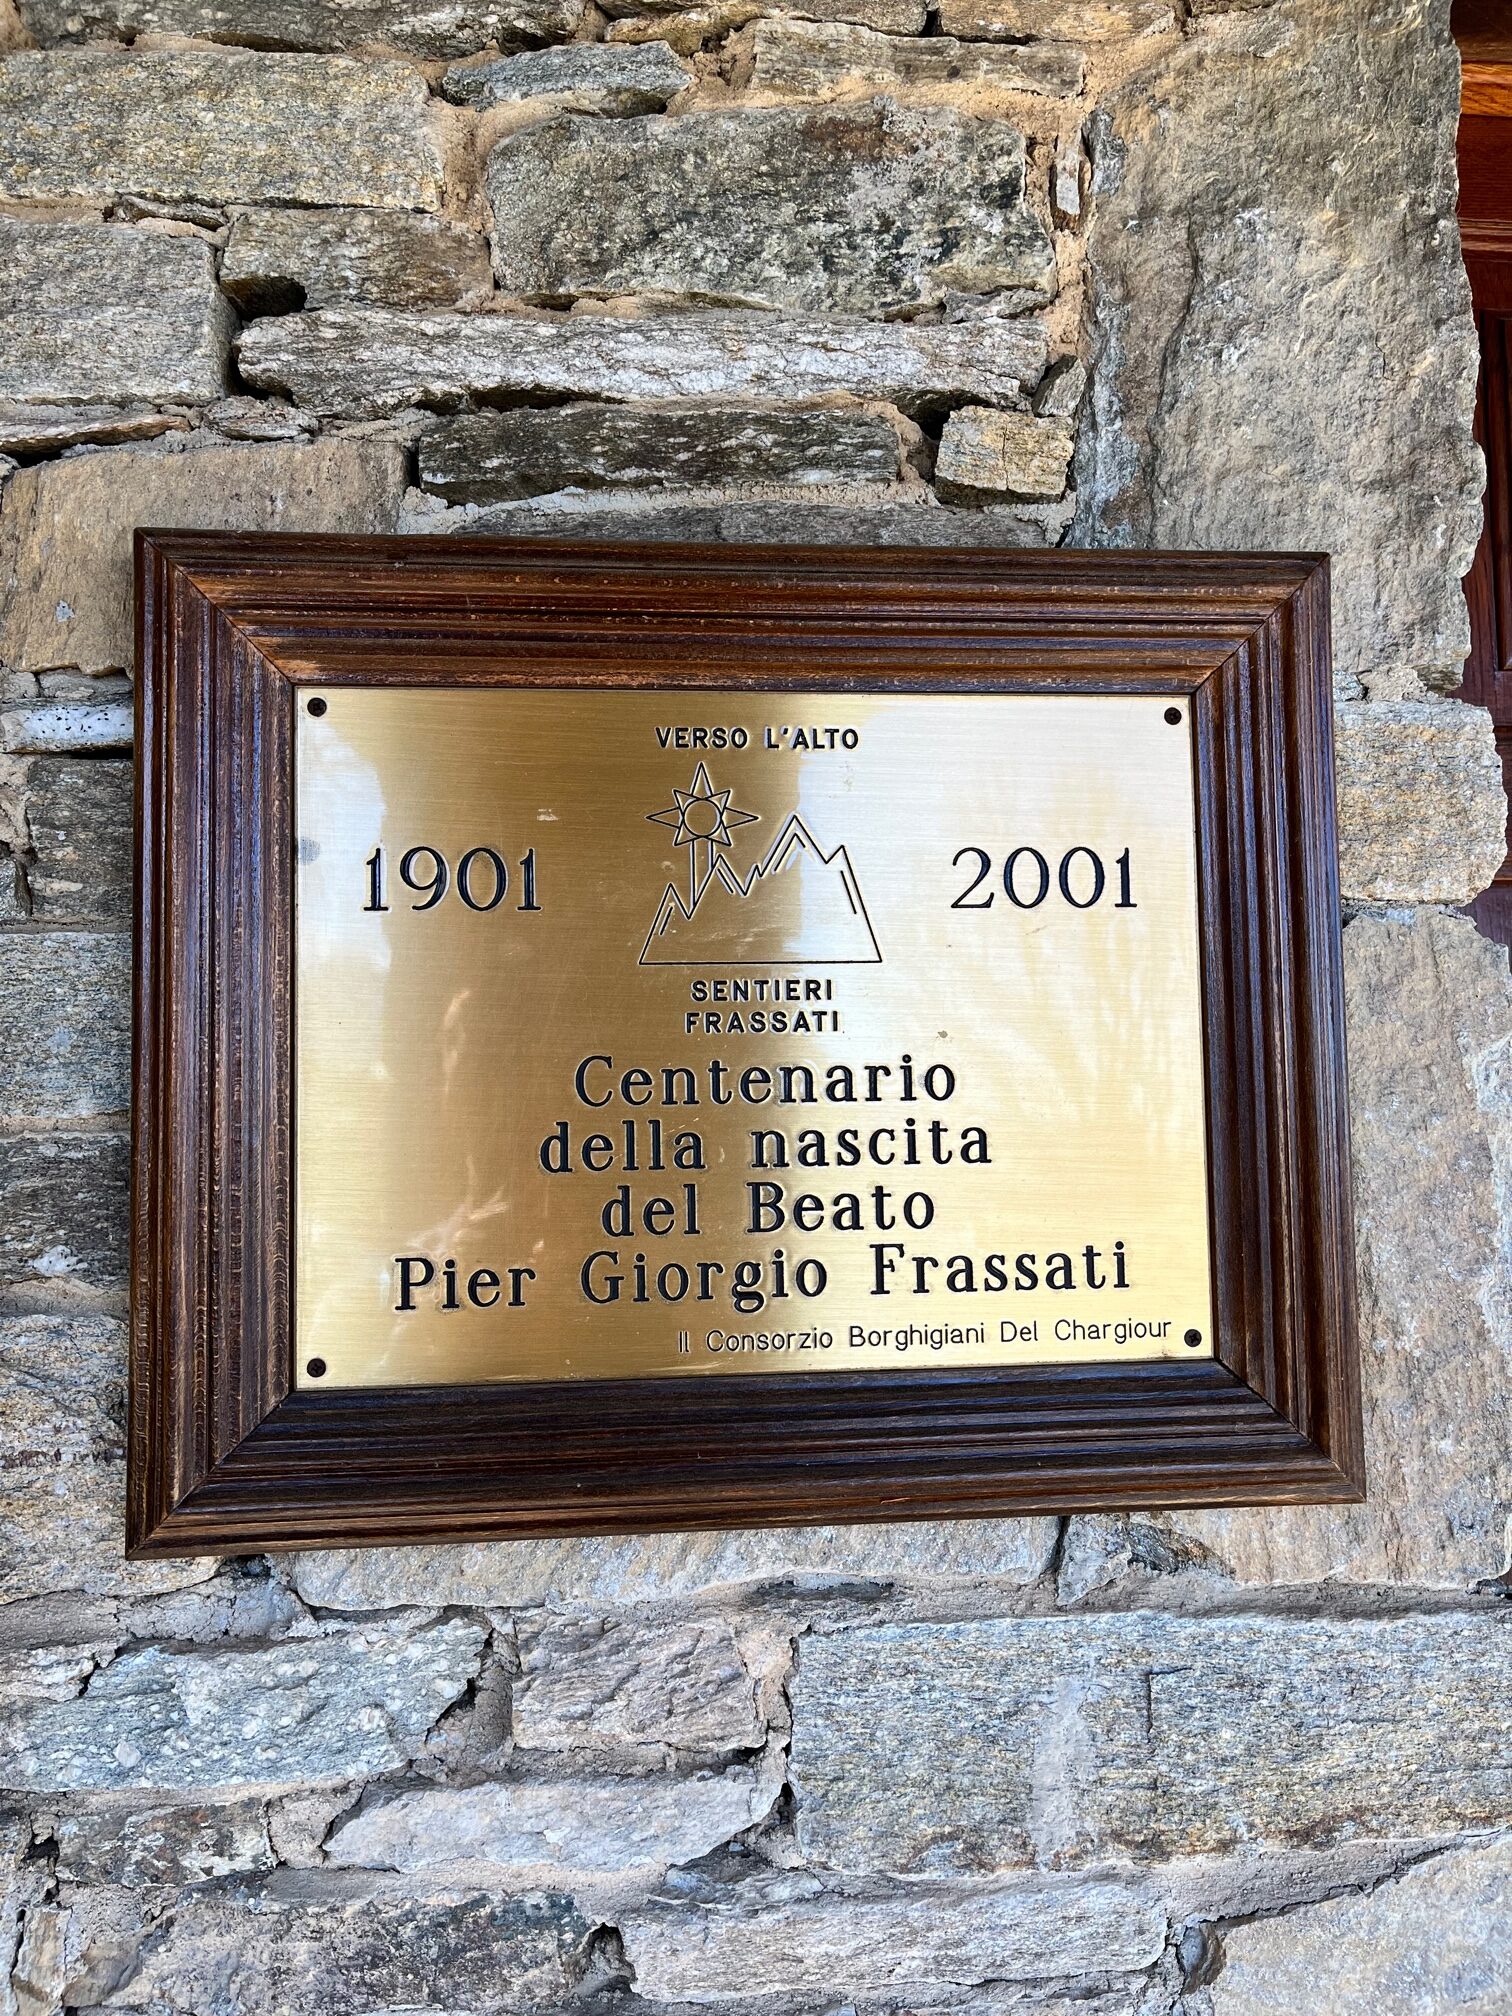 VERSO L'ALTO
1901 2001
SENTIERI
FRASSATI
Centenario
della nascita
del Beato
Pier Giorgio Frassati
Il Consorzio Borghigiani Del Chargiour